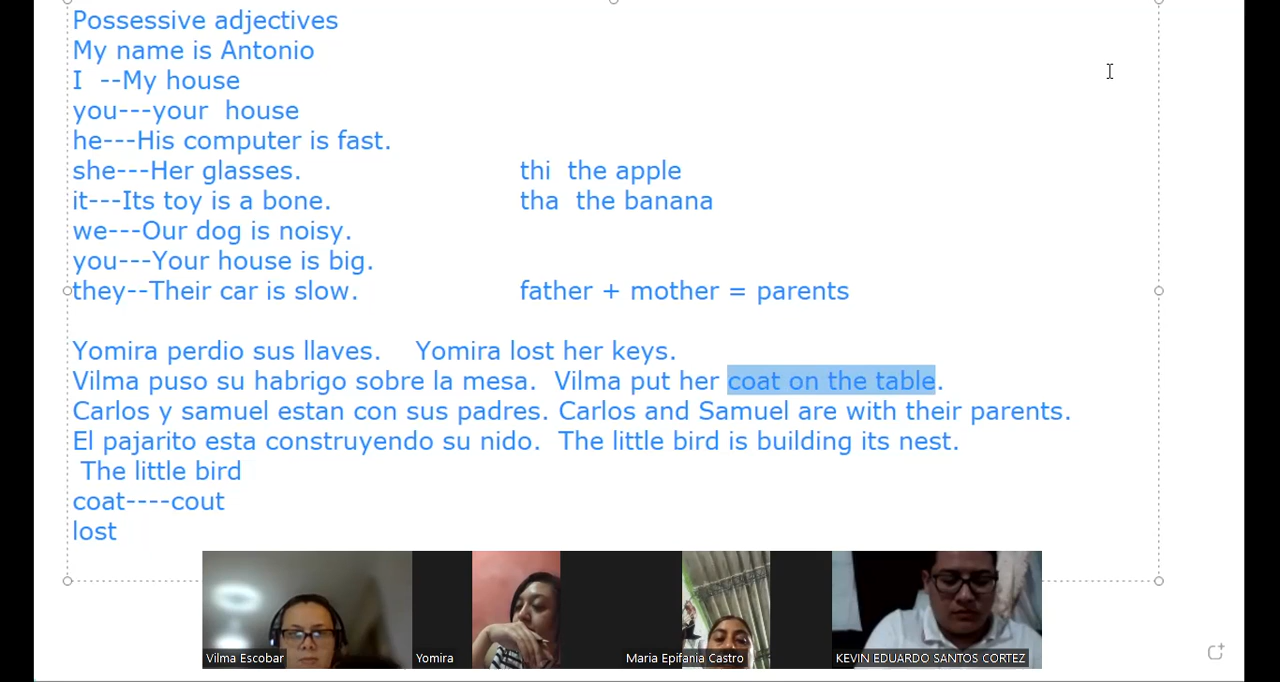 Possessive adjectives
My name is Antonio
I --My house
you---your house
he---His computer is fast.
she---Her glasses. thi the apple
it---Its toy is a bone. tha the banana
we---Our dog is noisy.
you---Your house is big.
they--Their car is slow. father + mother = parents
Yomira perdio sus llaves. Yomira lost her keys.
Vilma puso su habrigo sobre la mesa. Vilma put her coat on the table.
Carlos y samuel estan con sus padres. Carlos and Samuel are with their parents.
El pajarito esta construyendo su nido. The little bird is building its nest.
The little bird
coat----cout
lost
Vilma Escobar Yomira Maria Epifania Castro KEVIN EDUARDO SANTOS CORTEZ